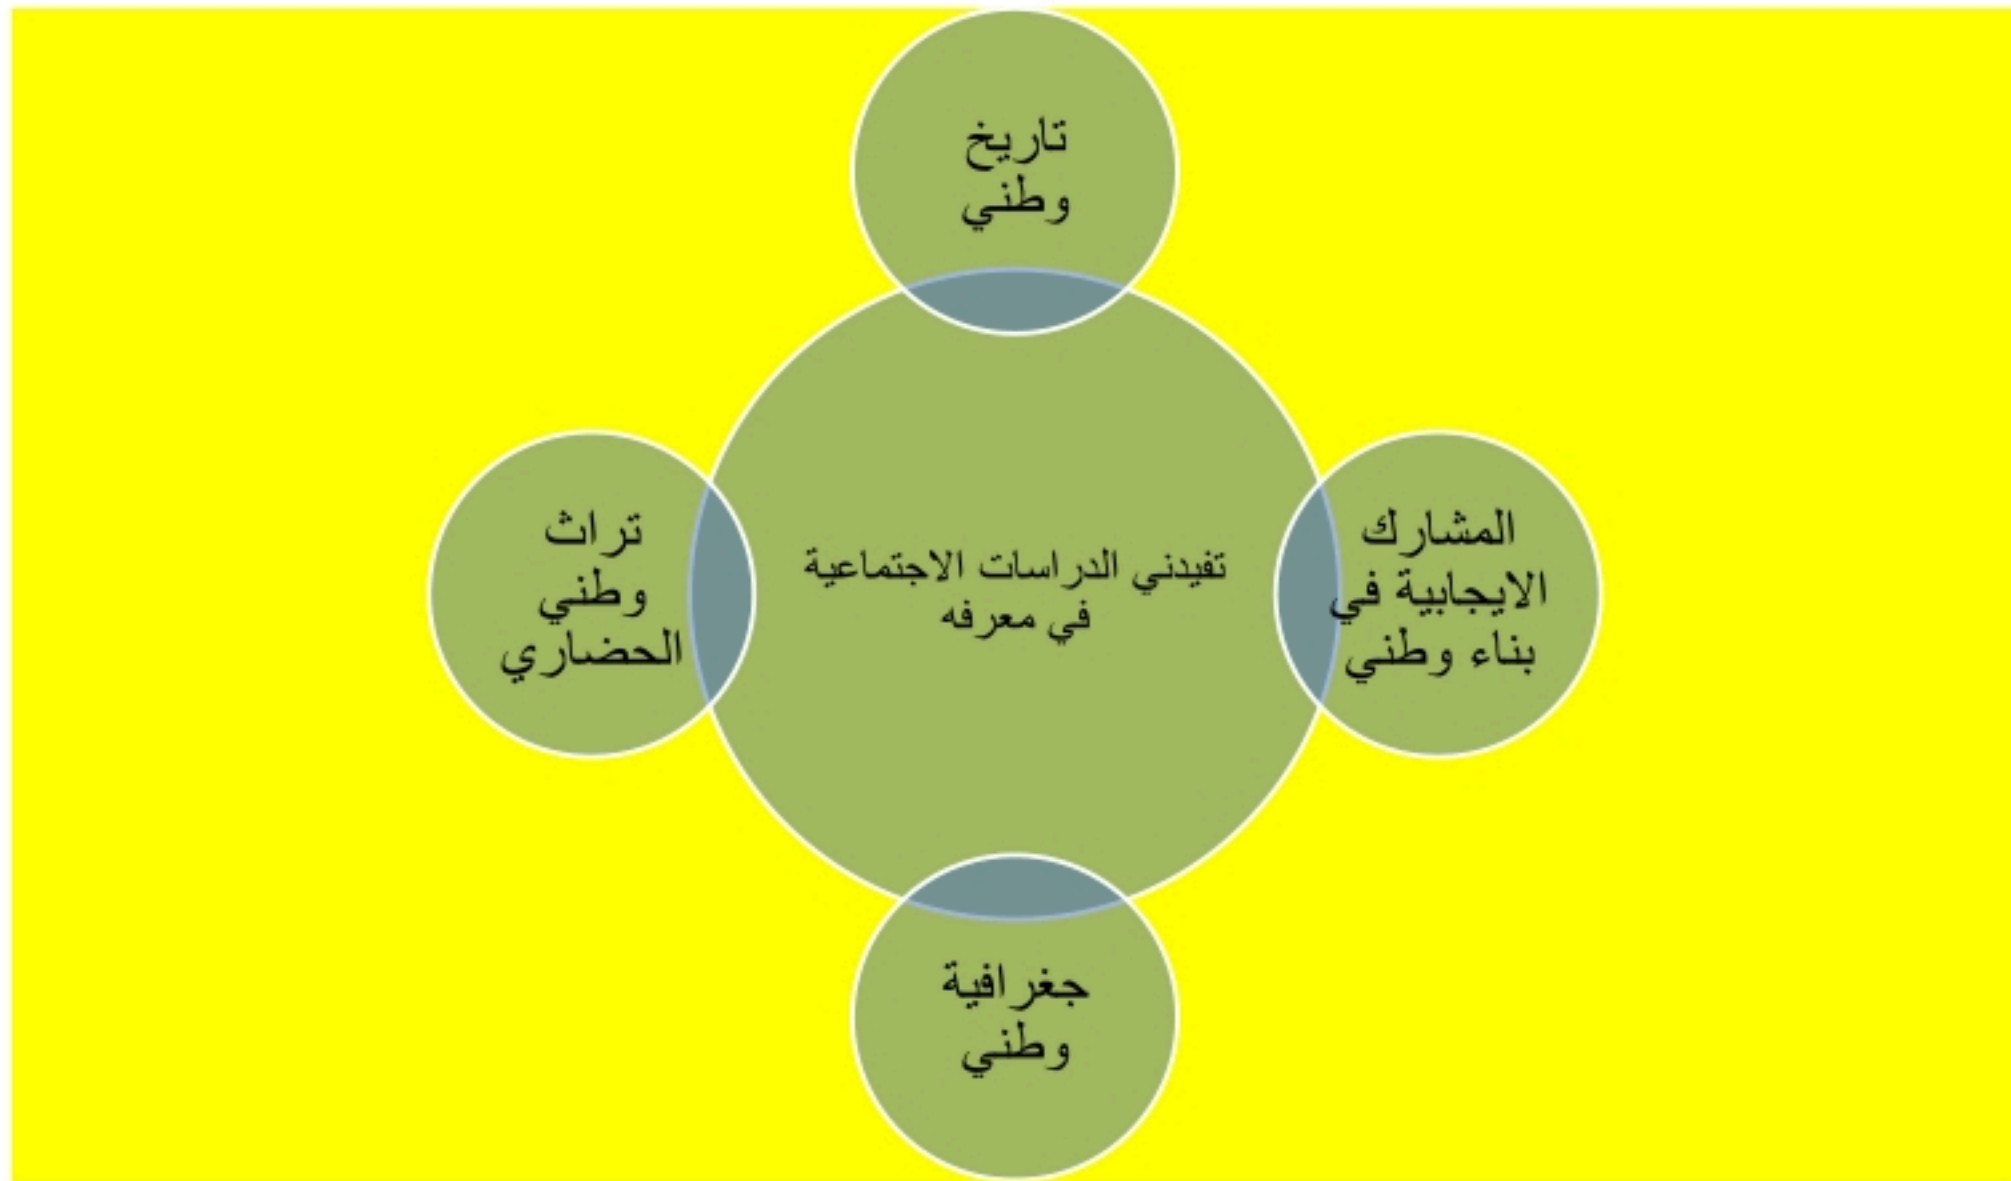 تاريخ
وطني
تفيدني الدراسات الاجتماعية
في معرفه
المشارك
الايجابية في
بناء وطني
تراث
وطني
الحضاري
جغرافية
وطني